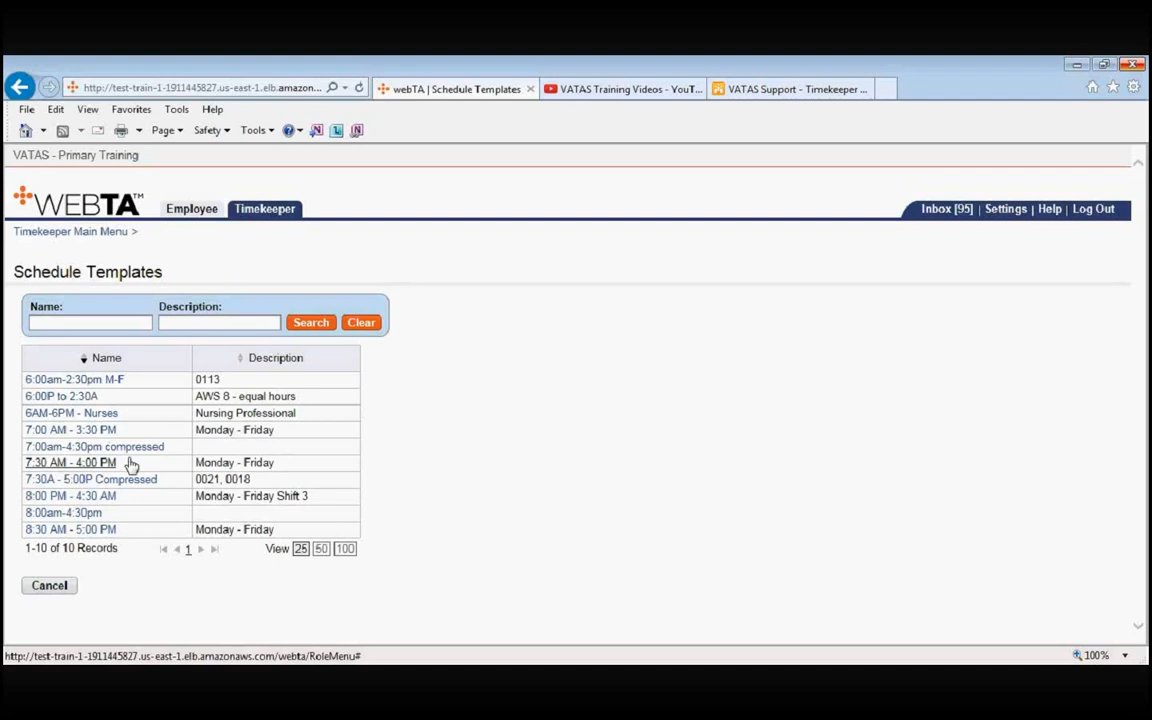 http://test-train-1-1911445827.us-east-1.elb.amazon...
webTA | Schedule Templates
VATAS Training Videos - YouT...
VATAS Support - Timekeeper ...
File Edit View Favorites Tools Help
Page Safety Tools
VATAS - Primary Training
WEBTA™ Employee Timekeeper Inbox [95] | Settings | Help | Log Out
Timekeeper Main Menu >
Schedule Templates
Name: Description:
Search Clear
Name Description
6:00am-2:30pm M-F 0113
6:00P to 2:30A AWS 8 - equal hours
6AM-6PM - Nurses Nursing Professional
7:00 AM - 3:30 PM Monday - Friday
7:00am-4:30pm compressed
7:30 AM - 4:00 PM Monday - Friday
7:30A - 5:00P Compressed 0021, 0018
8:00 PM - 4:30 AM Monday - Friday Shift 3
8:00am-4:30pm
8:30 AM - 5:00 PM Monday - Friday
1-10 of 10 Records 1 View 25 50 100
Cancel
http://test-train-1-1911445827.us-east-1.elb.amazonaws.com/webta/RoleMenu#
100%